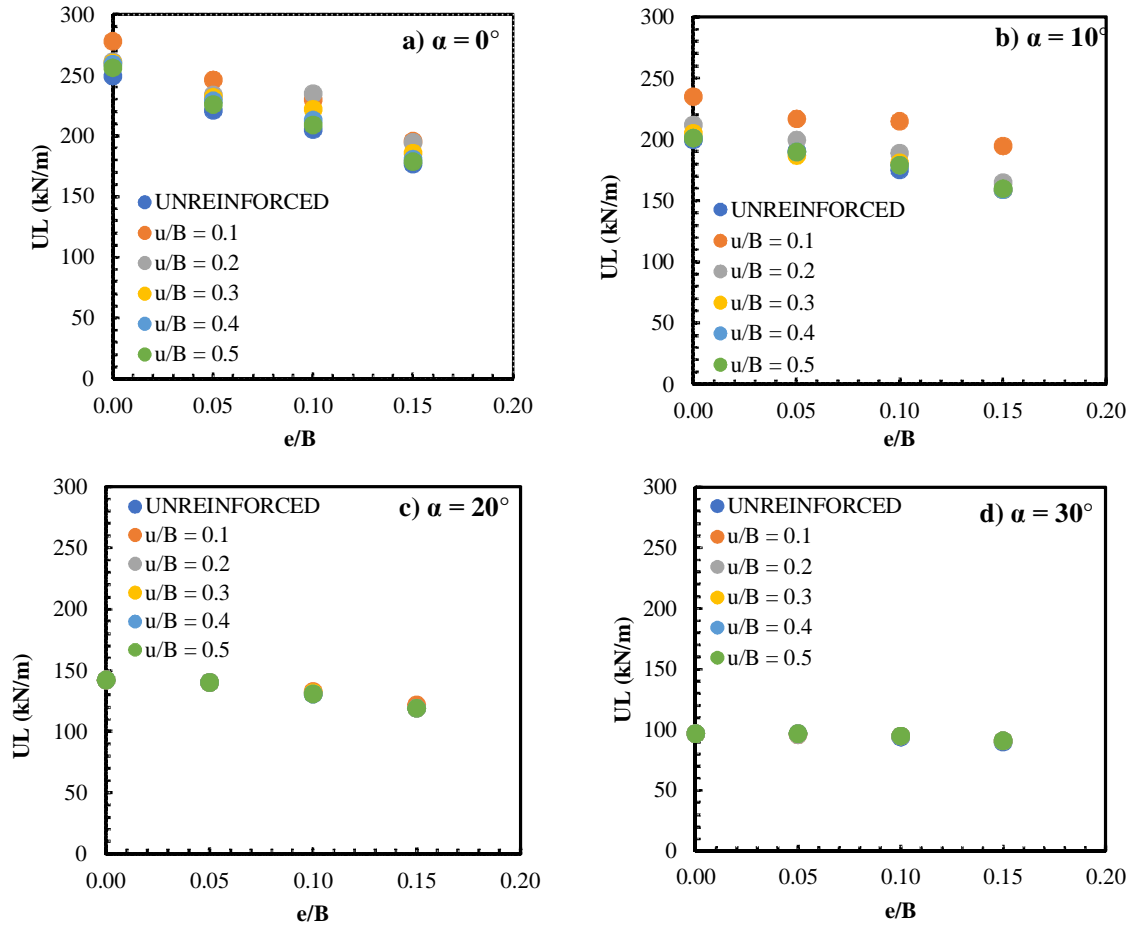 a) α = 0°
UL (kN/m)
300
250
200
150
100
50
0
UNREINFORCED
u/B = 0.1
u/B = 0.2
u/B = 0.3
u/B = 0.4
u/B = 0.5
0.00 0.05 0.10 0.15 0.20
e/B
b) α = 10°
UL (kN/m)
300
250
200
150
100
50
0
UNREINFORCED
u/B = 0.1
u/B = 0.2
u/B = 0.3
u/B = 0.4
u/B = 0.5
0.00 0.05 0.10 0.15 0.20
e/B
c) α = 20°
UL (kN/m)
300
250
200
150
100
50
0
UNREINFORCED
u/B = 0.1
u/B = 0.2
u/B = 0.3
u/B = 0.4
u/B = 0.5
0.00 0.05 0.10 0.15 0.20
e/B
d) α = 30°
UL (kN/m)
300
250
200
150
100
50
0
UNREINFORCED
u/B = 0.1
u/B = 0.2
u/B = 0.3
u/B = 0.4
u/B = 0.5
0.00 0.05 0.10 0.15 0.20
e/B